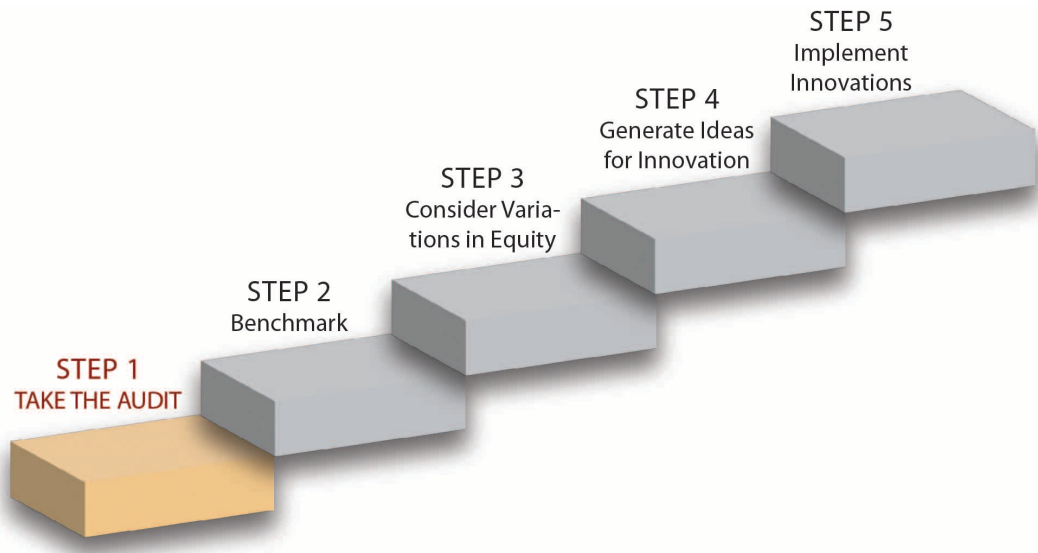 STEP 1
TAKE THE AUDIT
STEP 2
Benchmark
STEP 3
Consider Varia-
tions in Equity
STEP 4
Generate Ideas
for Innovation
STEP 5
Implement
Innovations